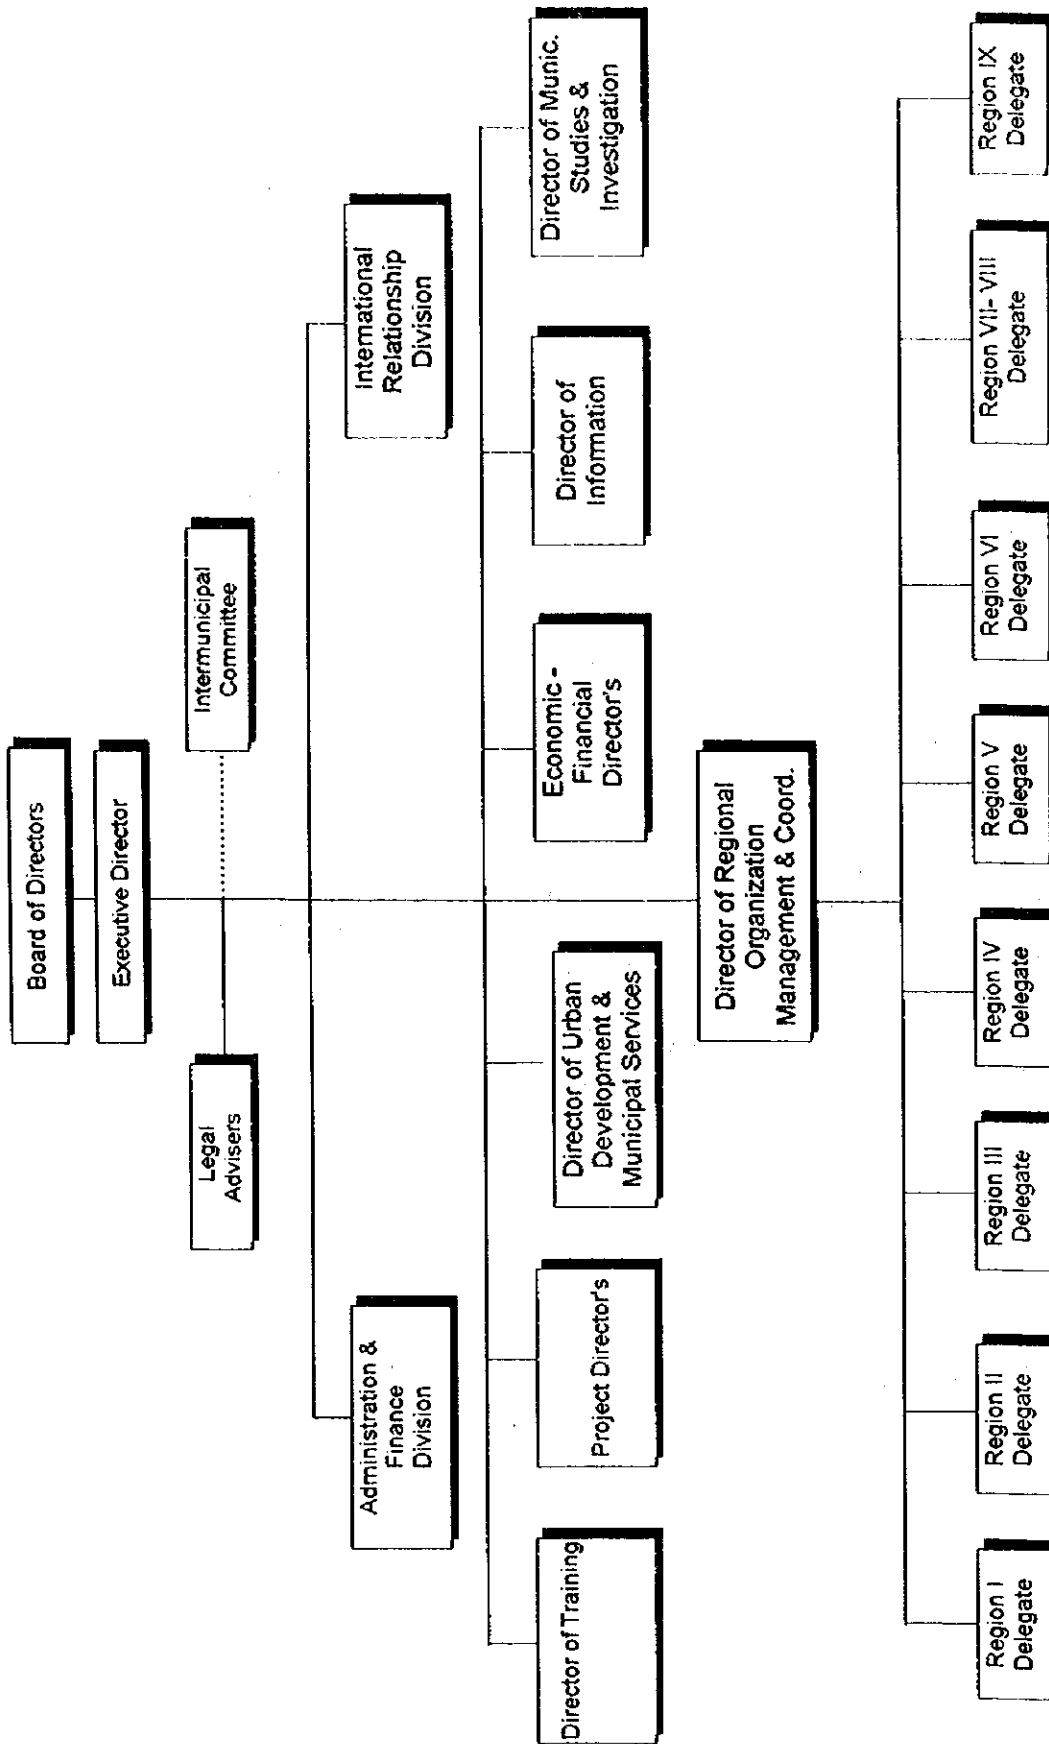 Board of Directors
Executive Director
Legal
Advisers
Intermunicipal
Committee
Administration &
Finance
Division
International
Relationship
Division
Director of Training
Project Director's
Director of Urban
Development &
Municipal Services
Economic -
Financial
Director's
Director of
Information
Director of Munic.
Studies &
Investigation
Director of Regional
Organization
Management & Coord.
Region I
Delegate
Region II
Delegate
Region III
Delegate
Region IV
Delegate
Region V
Delegate
Region VI
Delegate
Region VII- VIII
Delegate
Region IX
Delegate